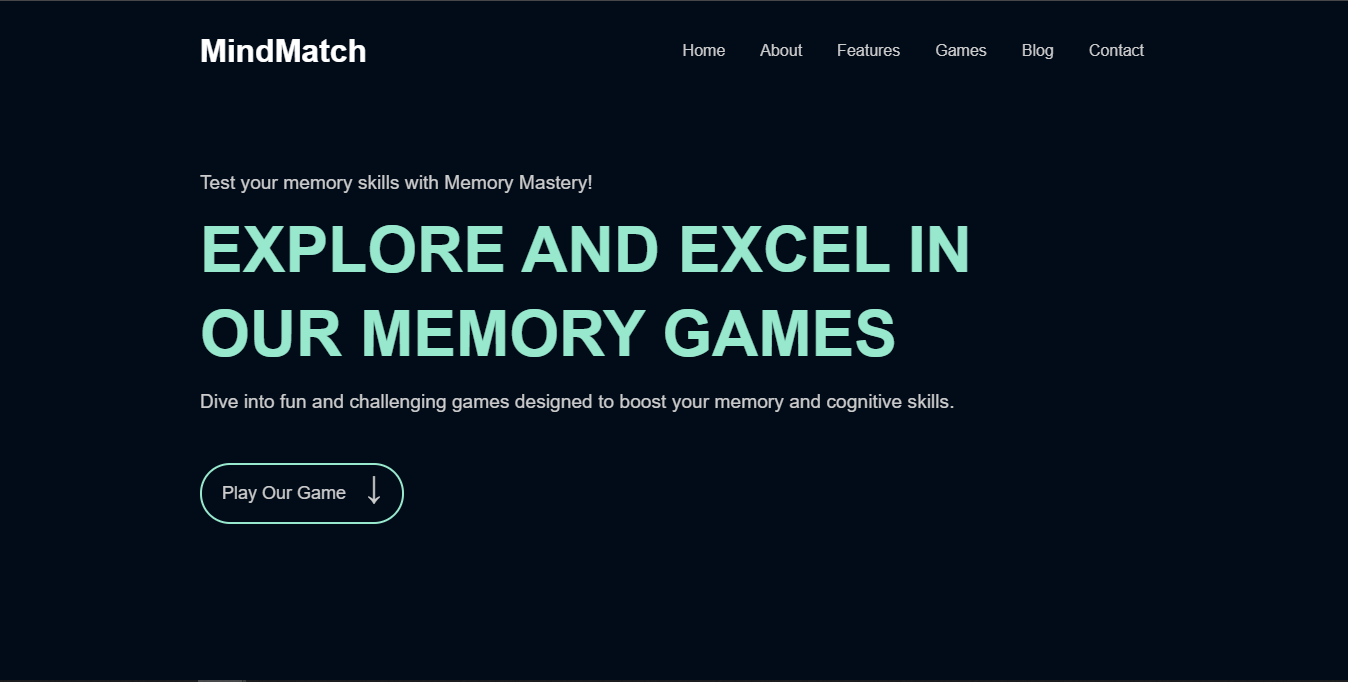 MindMatch
Home About Features Games Blog Contact
Test your memory skills with Memory Mastery!
EXPLORE AND EXCEL IN
OUR MEMORY GAMES
Dive into fun and challenging games designed to boost your memory and cognitive skills.
Play Our Game ↓